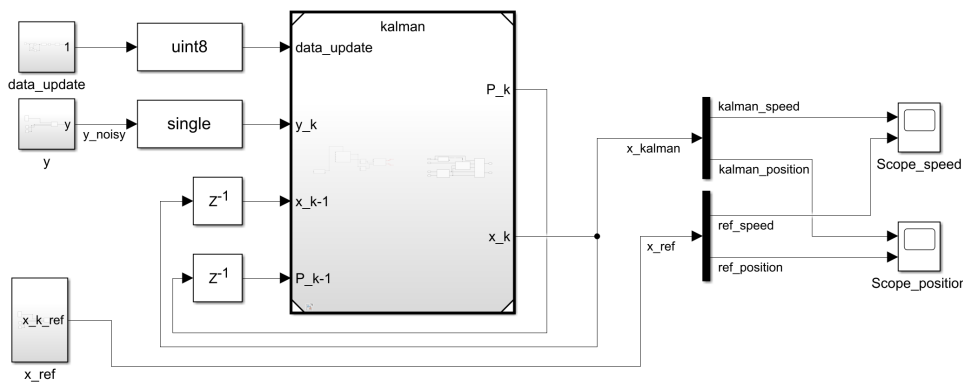 kalman
1
uint8
data_update
data_update
P_k
kalman_speed
y
y_noisy
single
y_k
x_kalman
Scope_speed
y
kalman_position
Z-1
x_k-1
ref_speed
x_k
x_ref
Z-1
P_k-1
ref_position
Scope_position
x_k_ref
x_ref